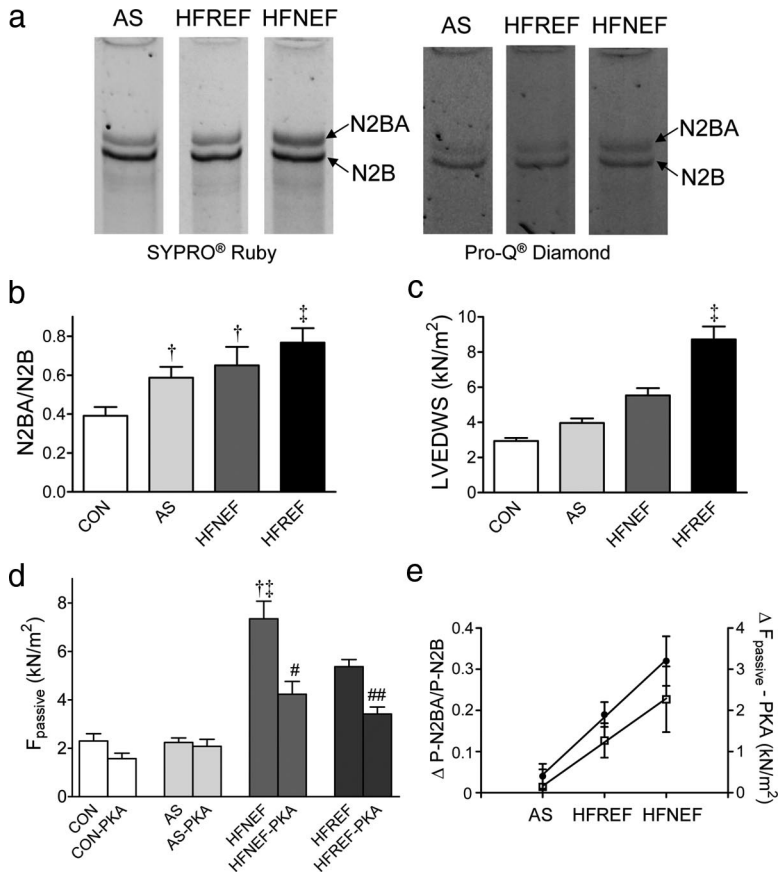 a
AS HFREF HFNEF
N2BA
N2B
SYPRO® Ruby
AS HFREF HFNEF
N2BA
N2B
Pro-Q® Diamond
b
N2BA/N2B
0.8
0.6
0.4
0.2
0.0
† † ‡
CON AS HFNEF HFREF
c
LVEDWS (kN/m²)
10
8
6
4
2
0
‡
CON AS HFNEF HFREF
d
Fpassive (kN/m²)
8
6
4
2
0
†‡
#
##
CON CON-PKA AS AS-PKA HFNEF HFNEF-PKA HFREF HFREF-PKA
e
Δ P-N2BA/P-N2B
0.4
0.3
0.2
0.1
0
Δ Fpassive - PKA (kN/m²)
4
3
2
1
0
AS HFREF HFNEF